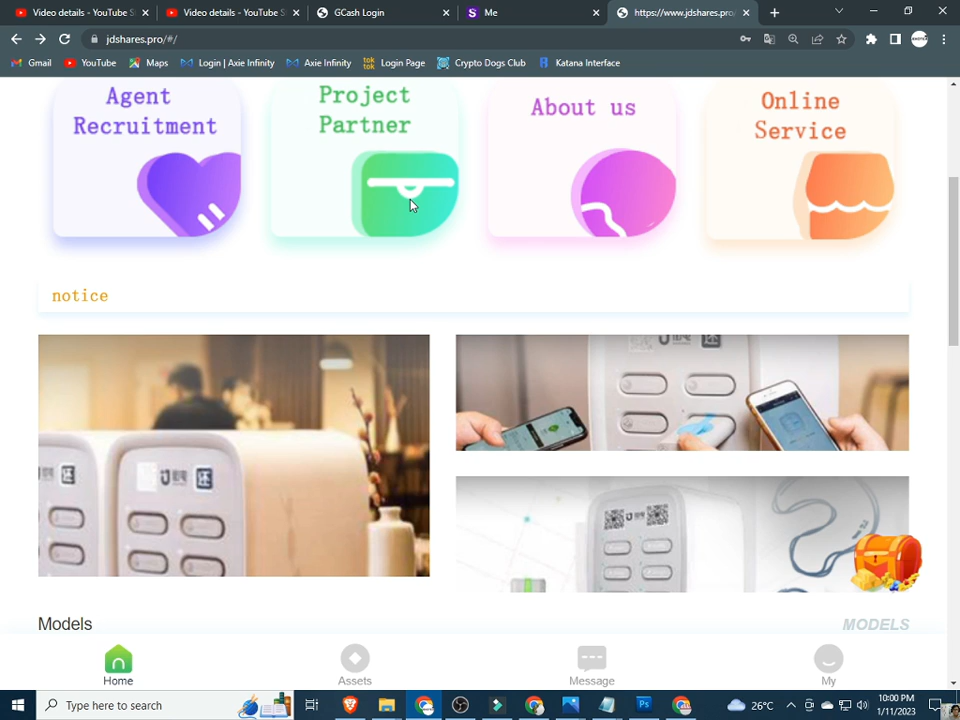 Video details - YouTube S
Video details - YouTube S
GCash Login
Me
https://www.jdshares.pro/
jdshares.pro/#/
Gmail
YouTube
Maps
Login | Axie Infinity
Axie Infinity
Login Page
Crypto Dogs Club
Katana Interface
Agent
Recruitment
Project
Partner
About us
Online
Service
notice
Models
MODELS
Home
Assets
Message
My
Type here to search
26°C
10:00 PM
1/11/2023